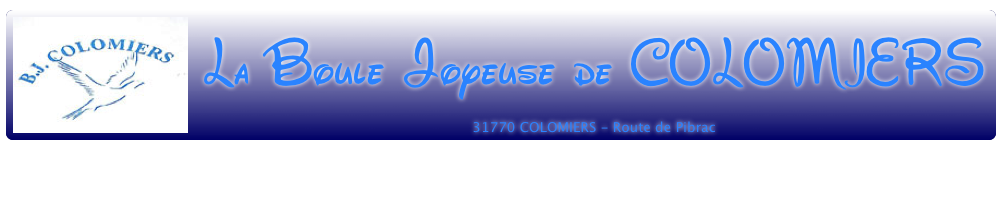 B.J. COLOMIERS
La Boule Joyeuse de COLOMIERS
31770 COLOMIERS - Route de Pibrac